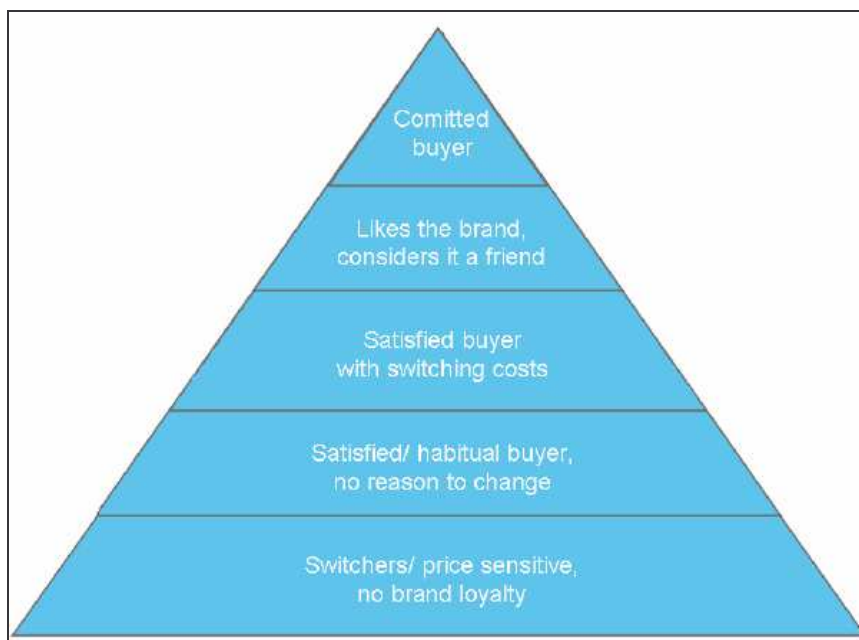 Comitted
buyer
Likes the brand,
considers it a friend
Satisfied buyer
with switching costs
Satisfied/ habitual buyer,
no reason to change
Switchers/ price sensitive,
no brand loyalty